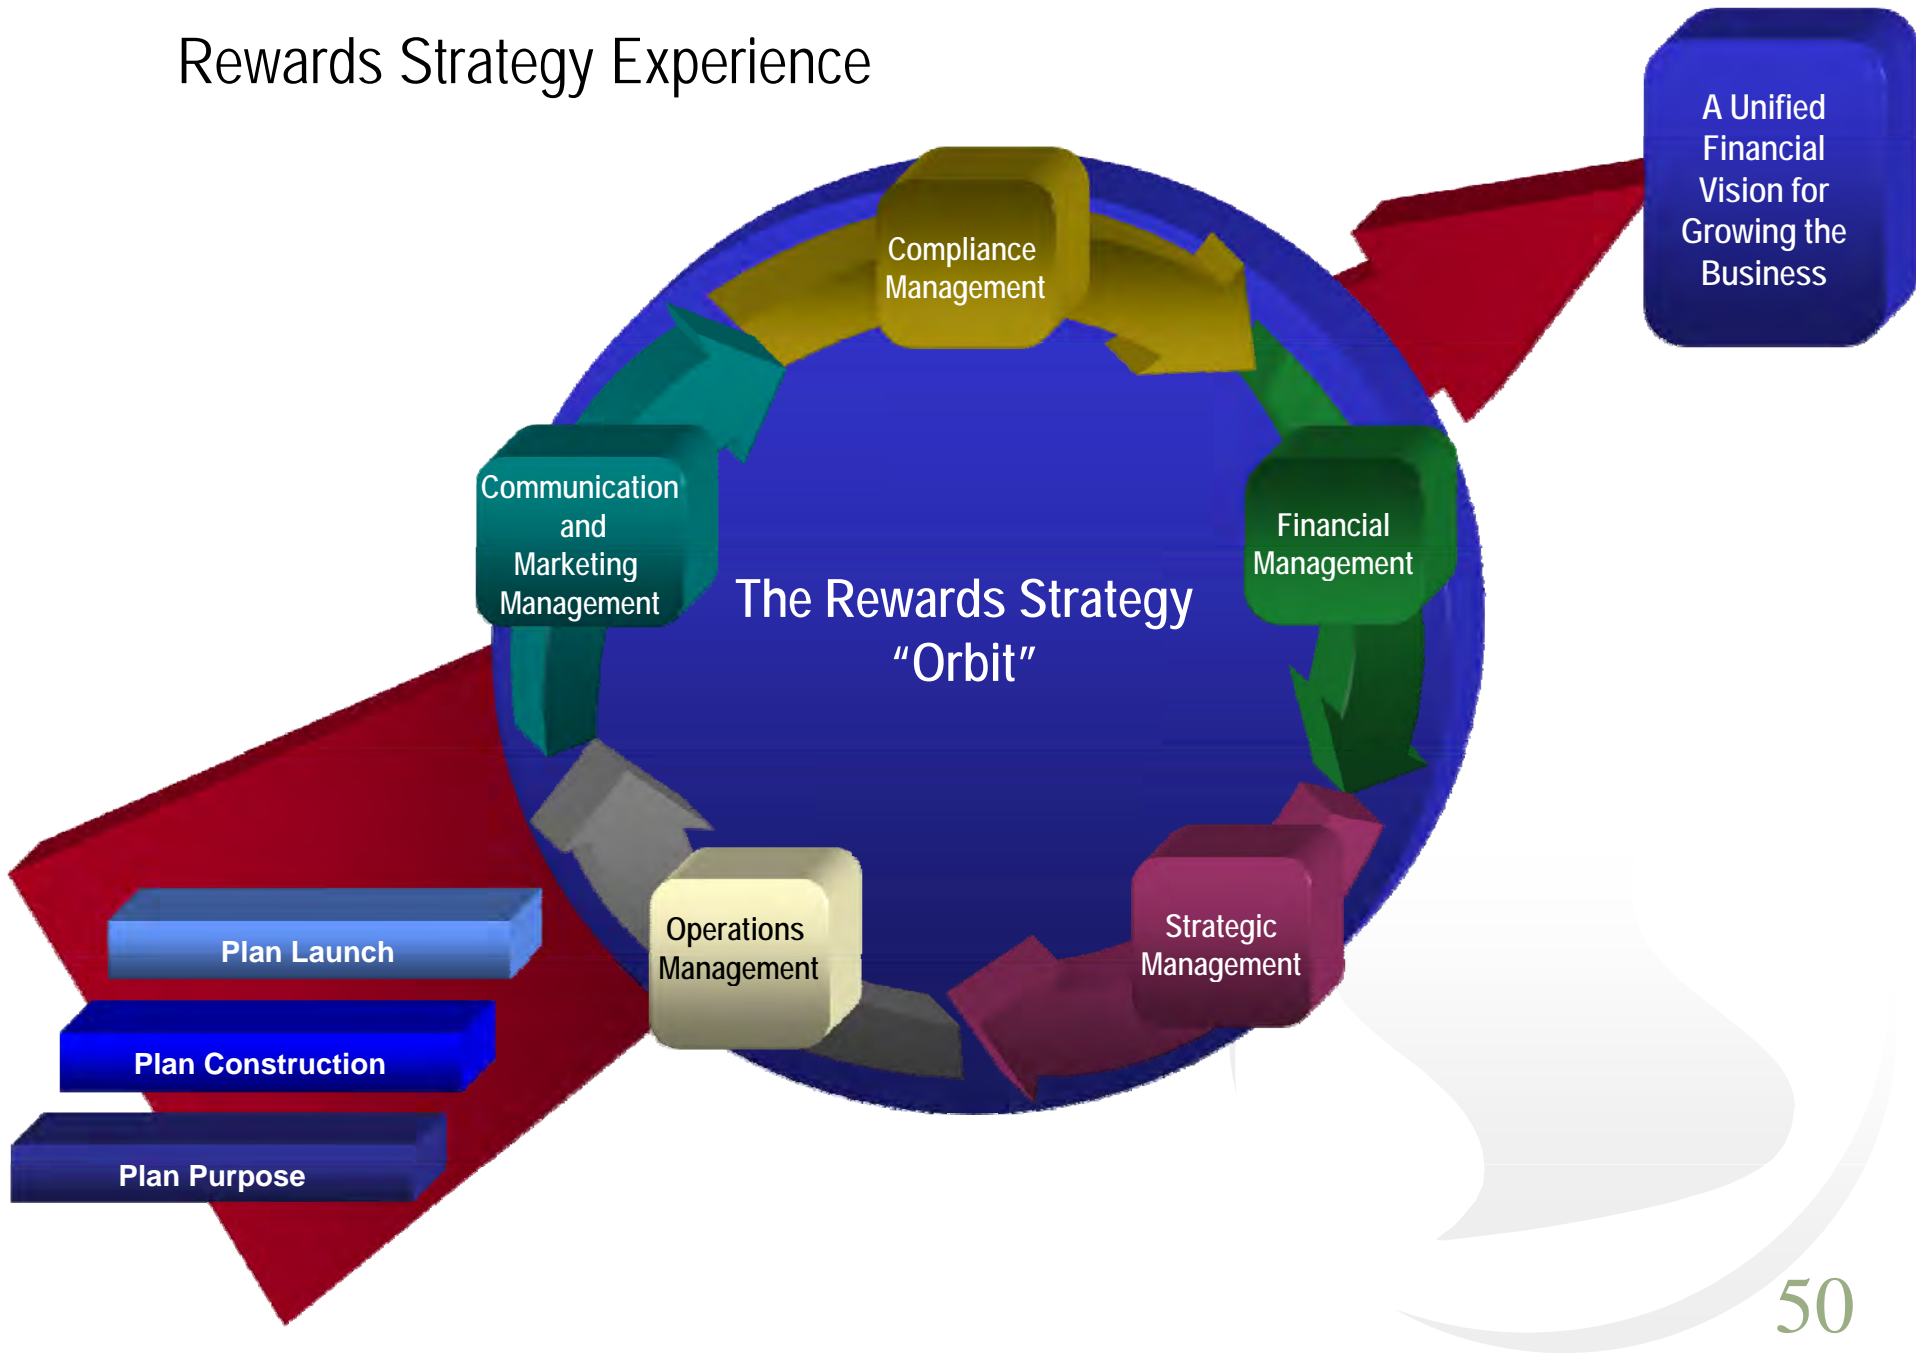 Rewards Strategy Experience
A Unified
Financial
Vision for
Growing the
Business
Compliance
Management
Communication
and
Marketing
Management
Financial
Management
The Rewards Strategy
“Orbit”
Operations
Management
Strategic
Management
Plan Launch
Plan Construction
Plan Purpose
50